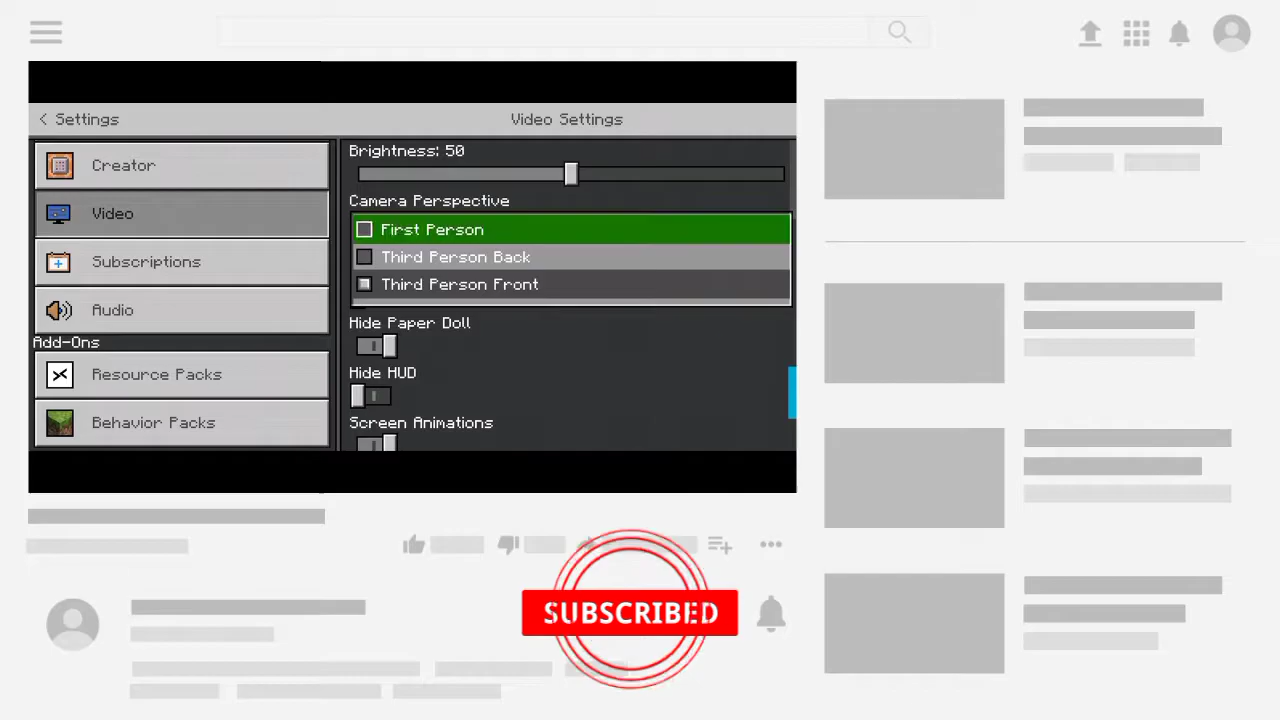 Settings
Video Settings
Creator
Video
Subscriptions
Audio
Add-Ons
Resource Packs
Behavior Packs
Brightness: 50
Camera Perspective
First Person
Third Person Back
Third Person Front
Hide Paper Doll
Hide HUD
Screen Animations
SUBSCRIBED